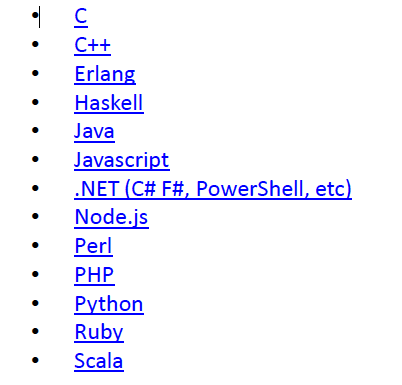 • C
• C++
• Erlang
• Haskell
• Java
• Javascript
• .NET (C# F#, PowerShell, etc)
• Node.js
• Perl
• PHP
• Python
• Ruby
• Scala